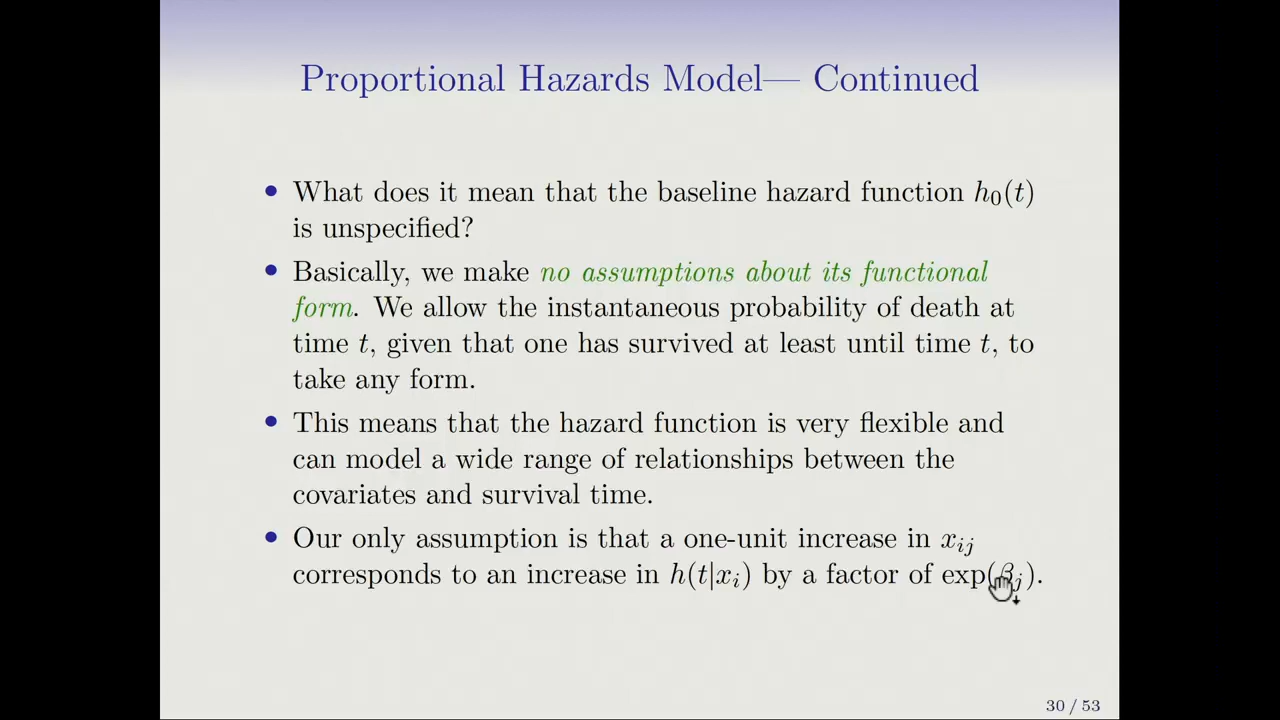 Proportional Hazards Model— Continued
• What does it mean that the baseline hazard function h₀(t)
is unspecified?
• Basically, we make no assumptions about its functional
form. We allow the instantaneous probability of death at
time t, given that one has survived at least until time t, to
take any form.
• This means that the hazard function is very flexible and
can model a wide range of relationships between the
covariates and survival time.
• Our only assumption is that a one-unit increase in xᵢⱼ
corresponds to an increase in h(t|xᵢ) by a factor of exp(βⱼ).
30 / 53